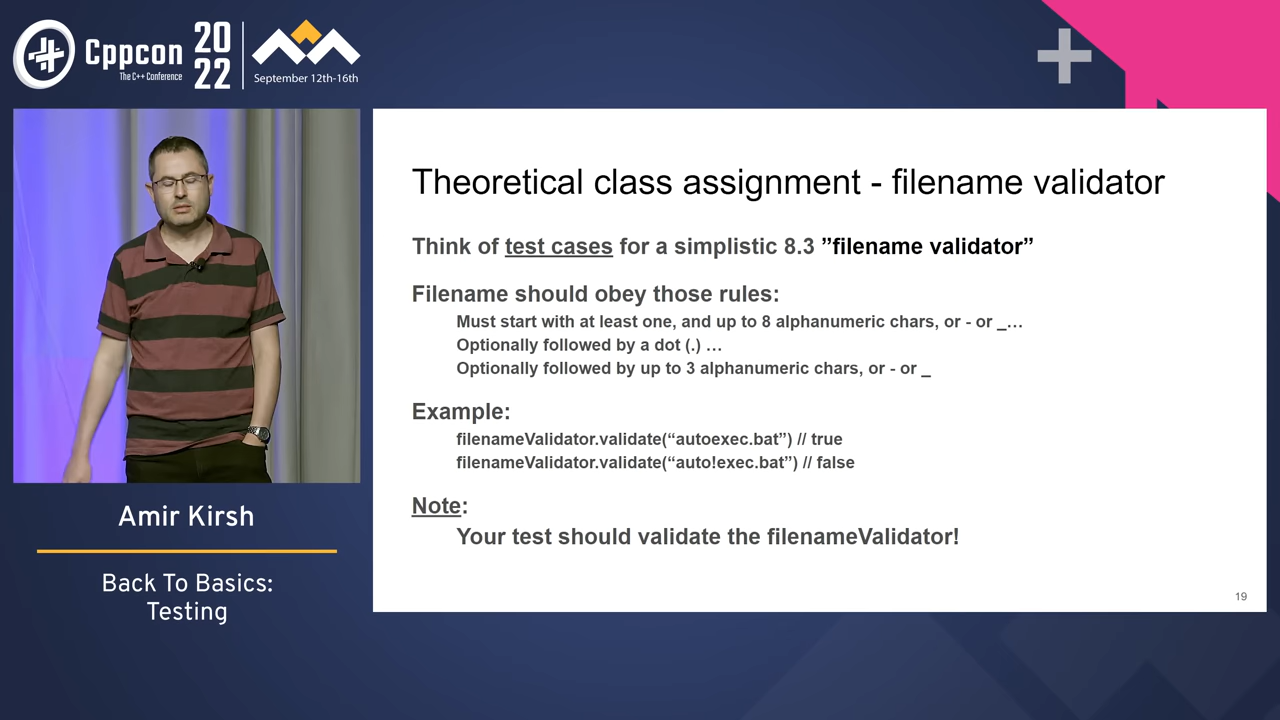 Cppcon
The C++ Conference
20
22
September 12th-16th
Theoretical class assignment - filename validator
Think of test cases for a simplistic 8.3 ”filename validator”
Filename should obey those rules:
Must start with at least one, and up to 8 alphanumeric chars, or - or _…
Optionally followed by a dot (.) …
Optionally followed by up to 3 alphanumeric chars, or - or _
Example:
filenameValidator.validate(“autoexec.bat”) // true
filenameValidator.validate(“auto!exec.bat”) // false
Note:
Your test should validate the filenameValidator!
19
Amir Kirsh
Back To Basics:
Testing